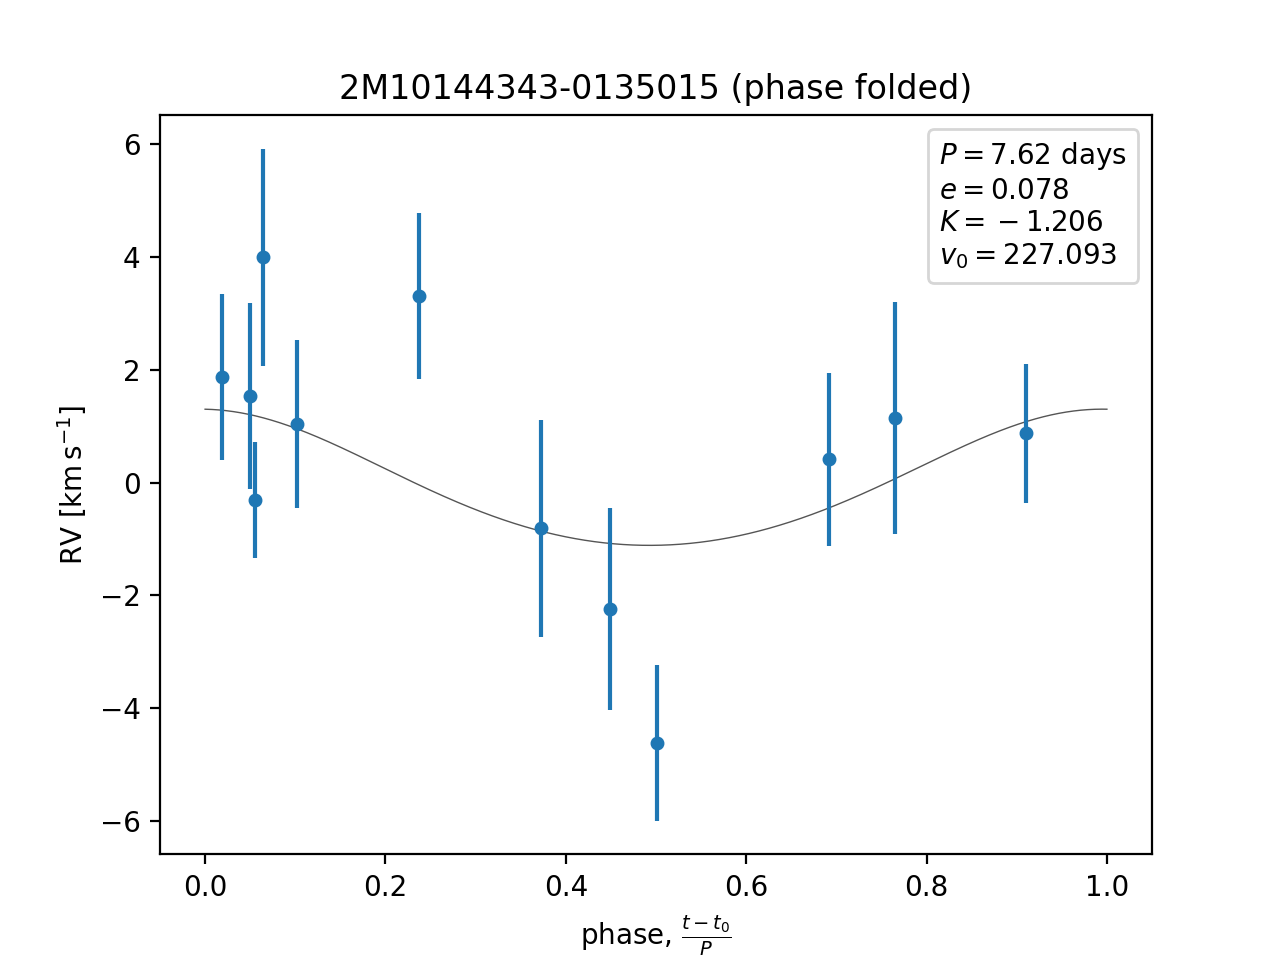 2M10144343-0135015 (phase folded)
P = 7.62 days
e = 0.078
K = −1.206
v₀ = 227.093
RV [km s⁻¹]
6
4
2
0
−2
−4
−6
0.0 0.2 0.4 0.6 0.8 1.0
phase, (t − t₀)/P